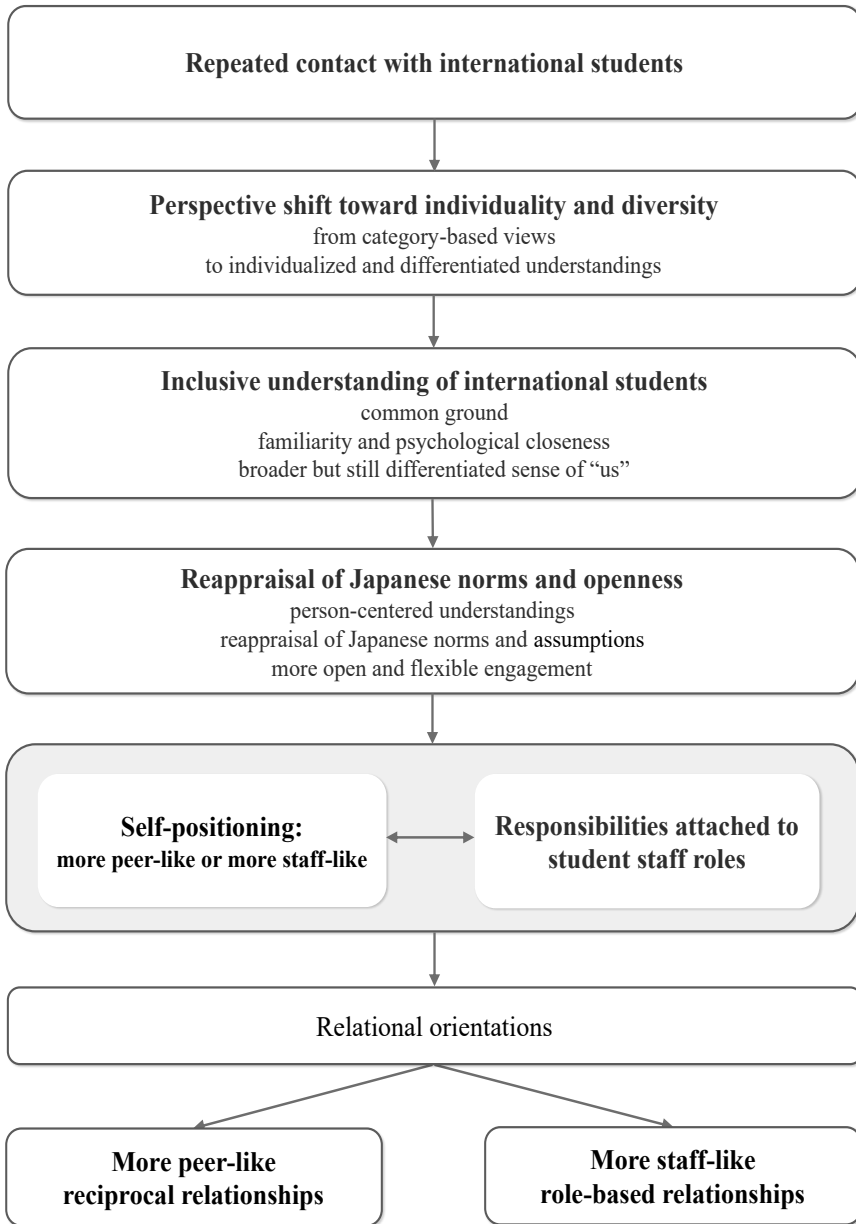 Repeated contact with international students
Perspective shift toward individuality and diversity
from category-based views
to individualized and differentiated understandings
Inclusive understanding of international students
common ground
familiarity and psychological closeness
broader but still differentiated sense of “us”
Reappraisal of Japanese norms and openness
person-centered understandings
reappraisal of Japanese norms and assumptions
more open and flexible engagement
Self-positioning:
more peer-like or more staff-like
Responsibilities attached to
student staff roles
Relational orientations
More peer-like
reciprocal relationships
More staff-like
role-based relationships